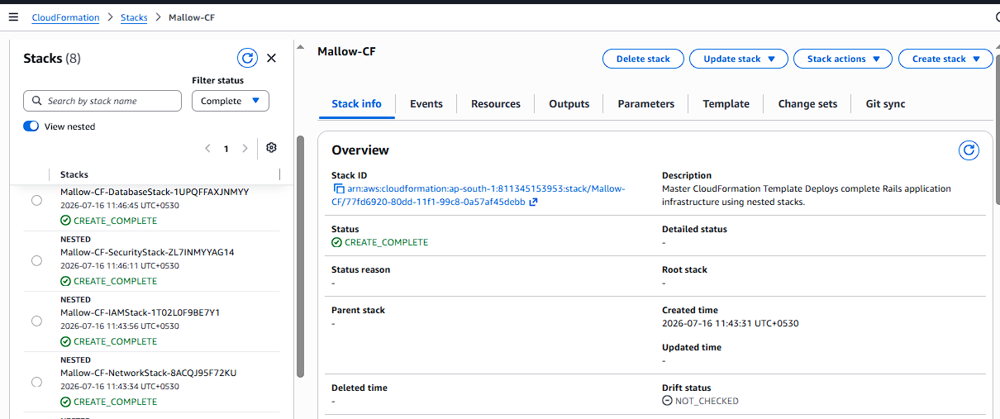 CloudFormation > Stacks > Mallow-CF
Stacks (8)
Filter status
Search by stack name
Complete
View nested
1
Stacks
Mallow-CF-DatabaseStack-1UPQFFAXJNMYY
2026-07-16 11:46:45 UTC+0530
CREATE_COMPLETE
NESTED
Mallow-CF-SecurityStack-ZL7INMYYAG14
2026-07-16 11:46:11 UTC+0530
CREATE_COMPLETE
NESTED
Mallow-CF-IAMStack-1T02L0F9BE7Y1
2026-07-16 11:43:56 UTC+0530
CREATE_COMPLETE
NESTED
Mallow-CF-NetworkStack-8ACQJ95F72KU
2026-07-16 11:43:34 UTC+0530
CREATE_COMPLETE
NESTED
Mallow-CF
Delete stack
Update stack
Stack actions
Create stack
Stack info
Events
Resources
Outputs
Parameters
Template
Change sets
Git sync
Overview
Stack ID
arn:aws:cloudformation:ap-south-1:811345153953:stack/Mallow-
CF/77fd6920-80dd-11f1-99c8-0a57af45debb
Description
Master CloudFormation Template Deploys complete Rails application
infrastructure using nested stacks.
Status
CREATE_COMPLETE
Detailed status
-
Status reason
-
Root stack
-
Parent stack
-
Created time
2026-07-16 11:43:31 UTC+0530
Updated time
-
Deleted time
-
Drift status
NOT_CHECKED